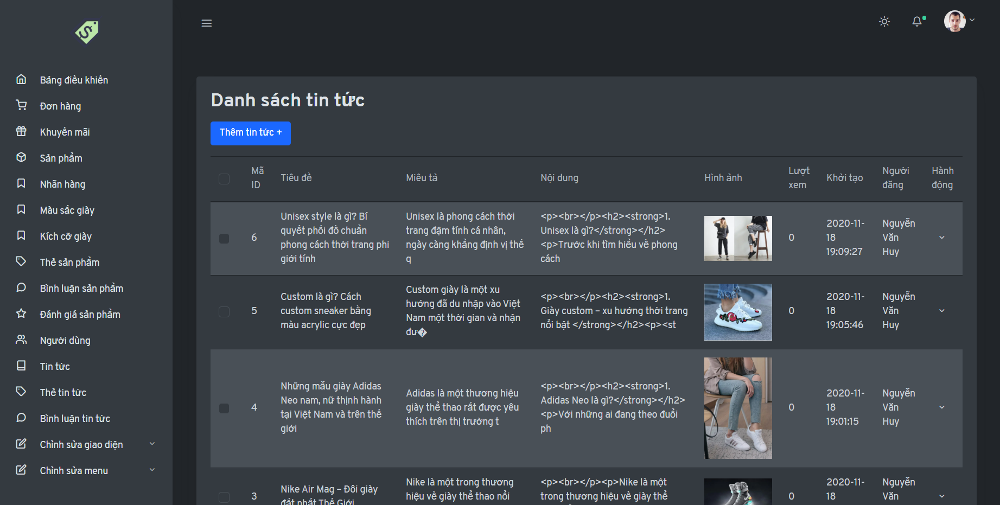 Bảng điều khiến
Đơn hàng
Khuyến mãi
Sản phẩm
Nhãn hàng
Màu sắc giày
Kích cỡ giày
Thẻ sản phẩm
Bình luận sản phẩm
Đánh giá sản phẩm
Người dùng
Tin tức
Thẻ tin tức
Bình luận tin tức
Chỉnh sửa giao diện
Chỉnh sửa menu
Danh sách tin tức
Thêm tin tức +
Mã
ID
Tiêu đề
Miêu tả
Nội dung
Hình ảnh
Lượt
xem
Khởi tạo
Người
đăng
Hành
động
6
Unisex style là gì? Bí
quyết phối đồ chuẩn
phong cách thời trang phi
giới tính
Unisex là phong cách thời
trang đậm tính cá nhân,
ngày càng khẳng định vị thế
q
<p><br></p><h2><strong>1.
Unisex là gì?</strong></h2>
<p>Trước khi tìm hiểu về phong
cách
0
2020-11-
18
19:09:27
Nguyễn
Văn
Huy
5
Custom là gì? Cách
custom sneaker bằng
màu acrylic cực đẹp
Custom giày là một xu
hướng đã du nhập vào Việt
Nam một thời gian và nhận
đư�
<p><br></p><h2><strong>1.
Giày custom – xu hướng thời trang
nổi bật </strong></h2><p><st
0
2020-11-
18
19:05:46
Nguyễn
Văn
Huy
4
Những mẫu giày Adidas
Neo nam, nữ thịnh hành
tại Việt Nam và trên thế
giới
Adidas là một thương hiệu
giày thể thao rất được yêu
thích trên thị trường t
<p><br></p><h2><strong>1.
Adidas Neo là gì?</strong></h2>
<p>Với những ai đang theo đuổi
ph
0
2020-11-
18
19:01:15
Nguyễn
Văn
Huy
3
Nike Air Mag – Đôi giày
đắt nhất Thế Giới
Nike là một trong thương
hiệu về giày thể thao nổi
<p><br></p><p>Nike là một
trong thương hiệu về giày thể
0
2020-11-
18
Nguyễn
Văn